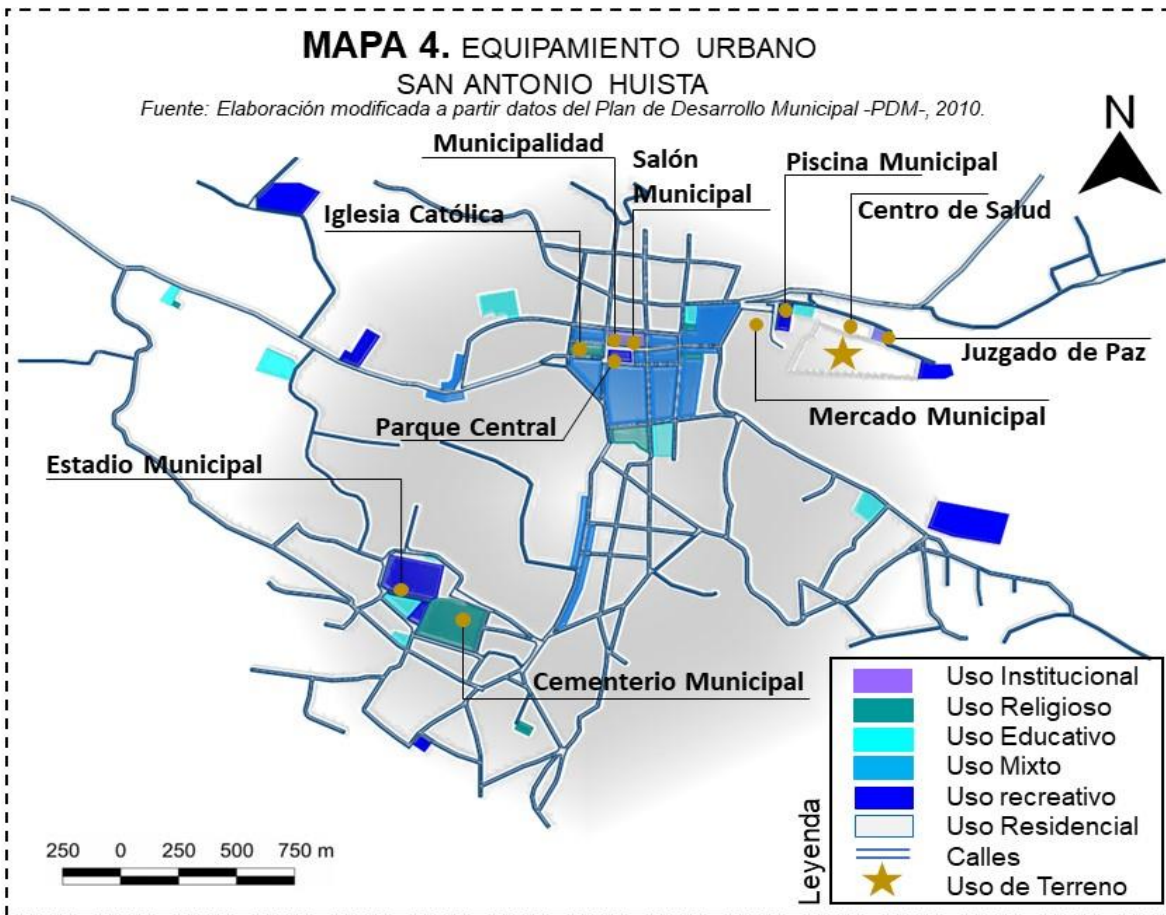 MAPA 4. EQUIPAMIENTO URBANO
SAN ANTONIO HUISTA
Fuente: Elaboración modificada a partir datos del Plan de Desarrollo Municipal -PDM-, 2010.
N
Municipalidad
Salón
Municipal
Piscina Municipal
Iglesia Católica
Centro de Salud
Juzgado de Paz
Mercado Municipal
Parque Central
Estadio Municipal
Cementerio Municipal
Leyenda
Uso Institucional
Uso Religioso
Uso Educativo
Uso Mixto
Uso recreativo
Uso Residencial
Calles
Uso de Terreno
250 0 250 500 750 m